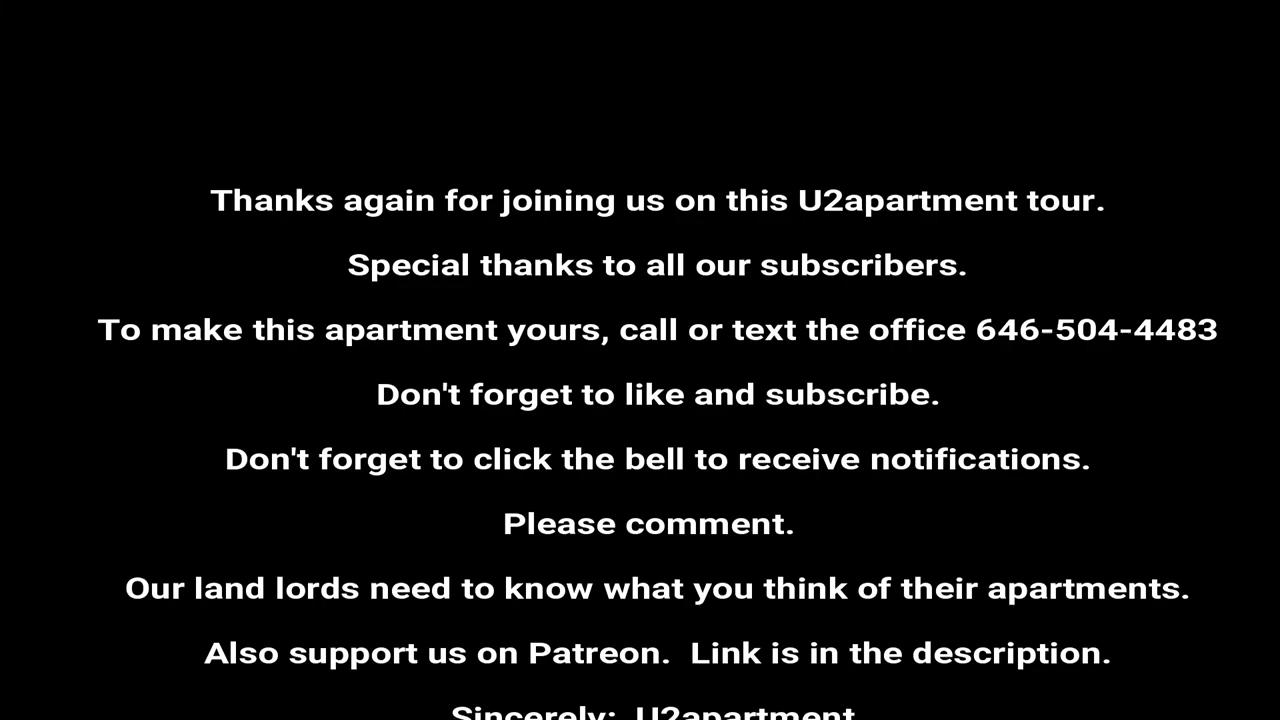 Thanks again for joining us on this U2apartment tour.
Special thanks to all our subscribers.
To make this apartment yours, call or text the office 646-504-4483
Don't forget to like and subscribe.
Don't forget to click the bell to receive notifications.
Please comment.
Our land lords need to know what you think of their apartments.
Also support us on Patreon.  Link is in the description.
Sincerely:  U2apartment